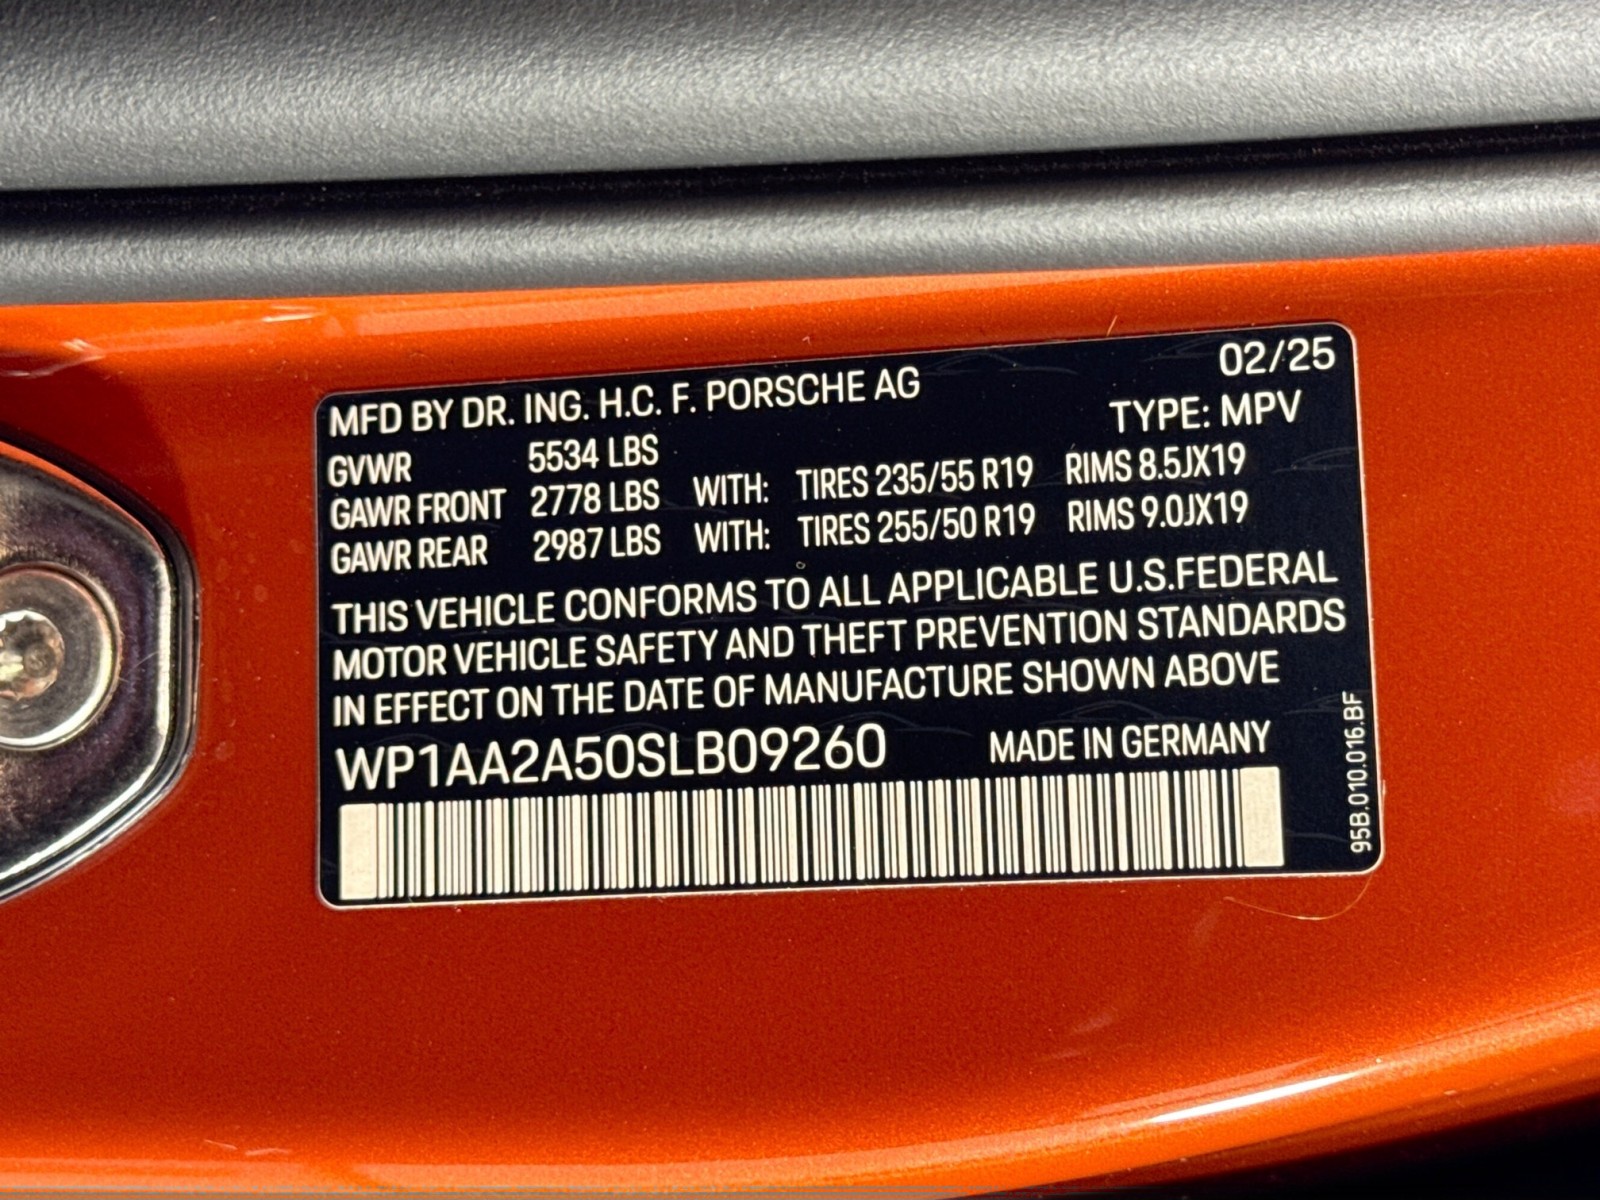 02/25
MFD BY DR. ING. H.C. F. PORSCHE AG
TYPE: MPV
GVWR 5534 LBS
GAWR FRONT 2778 LBS WITH: TIRES 235/55 R19 RIMS 8.5JX19
GAWR REAR 2987 LBS WITH: TIRES 255/50 R19 RIMS 9.0JX19
THIS VEHICLE CONFORMS TO ALL APPLICABLE U.S.FEDERAL
MOTOR VEHICLE SAFETY AND THEFT PREVENTION STANDARDS
IN EFFECT ON THE DATE OF MANUFACTURE SHOWN ABOVE
WP1AA2A50SLB09260 MADE IN GERMANY
95B.010.016.BF